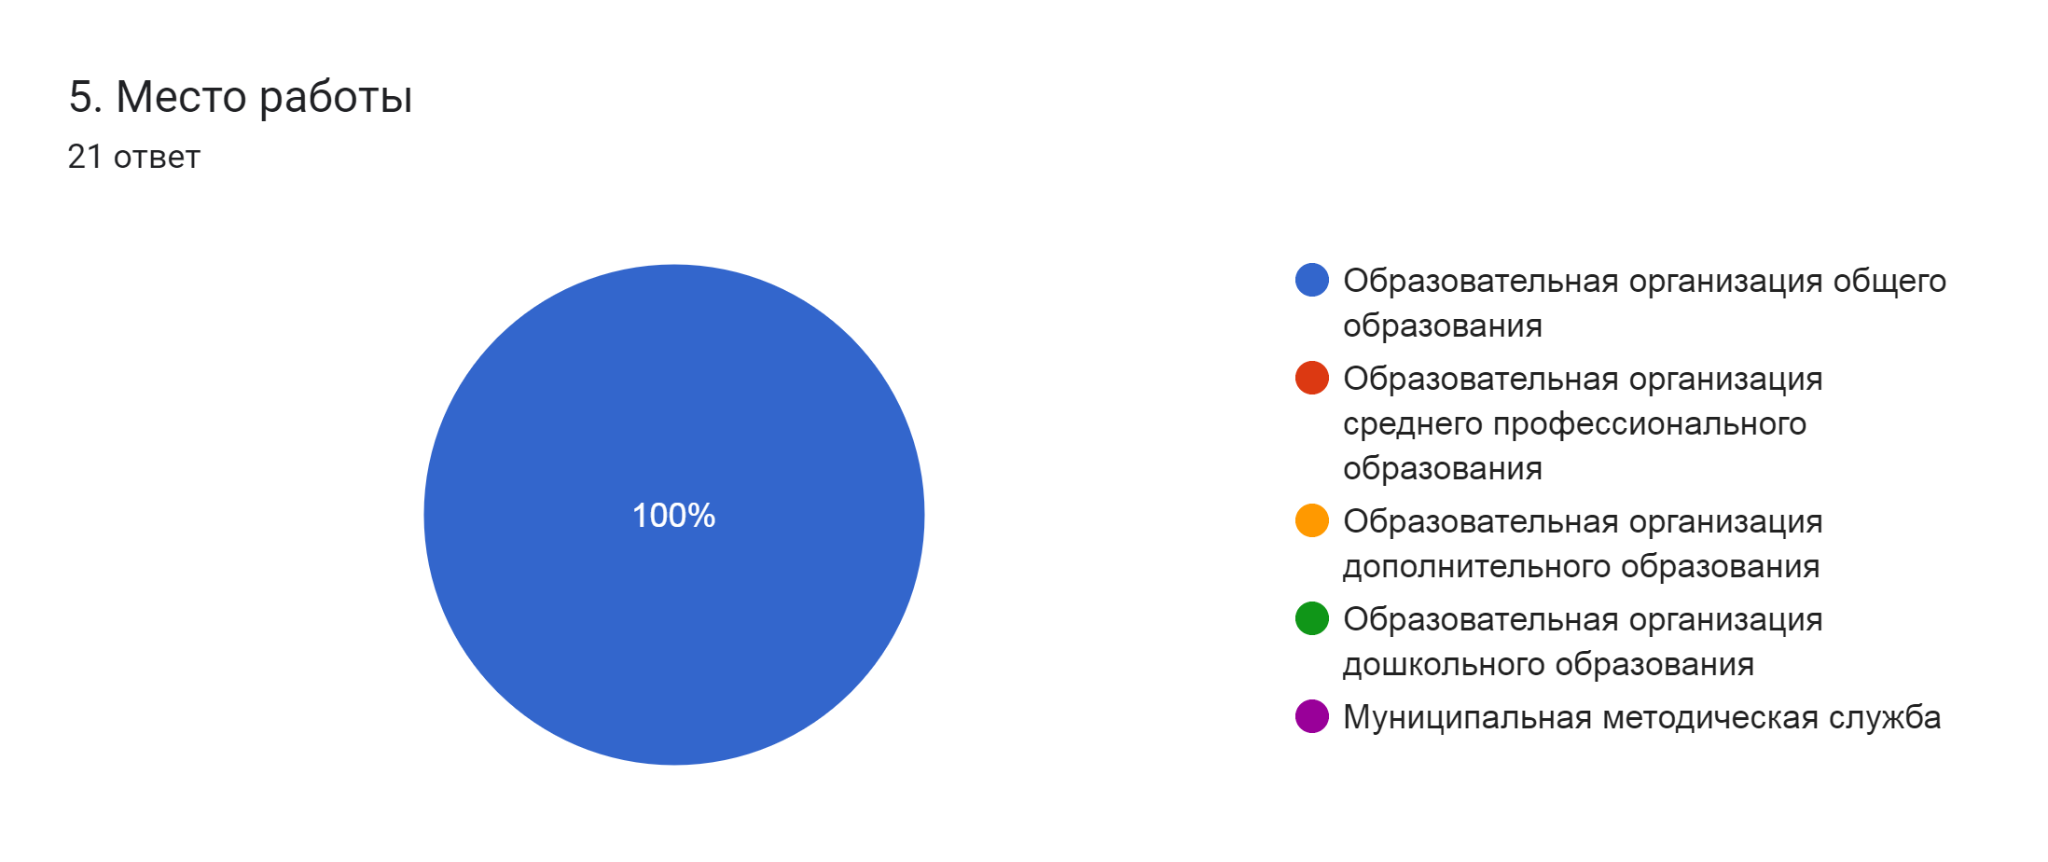 5. Место работы
21 ответ
100%
Образовательная организация общего
образования
Образовательная организация
среднего профессионального
образования
Образовательная организация
дополнительного образования
Образовательная организация
дошкольного образования
Муниципальная методическая служба